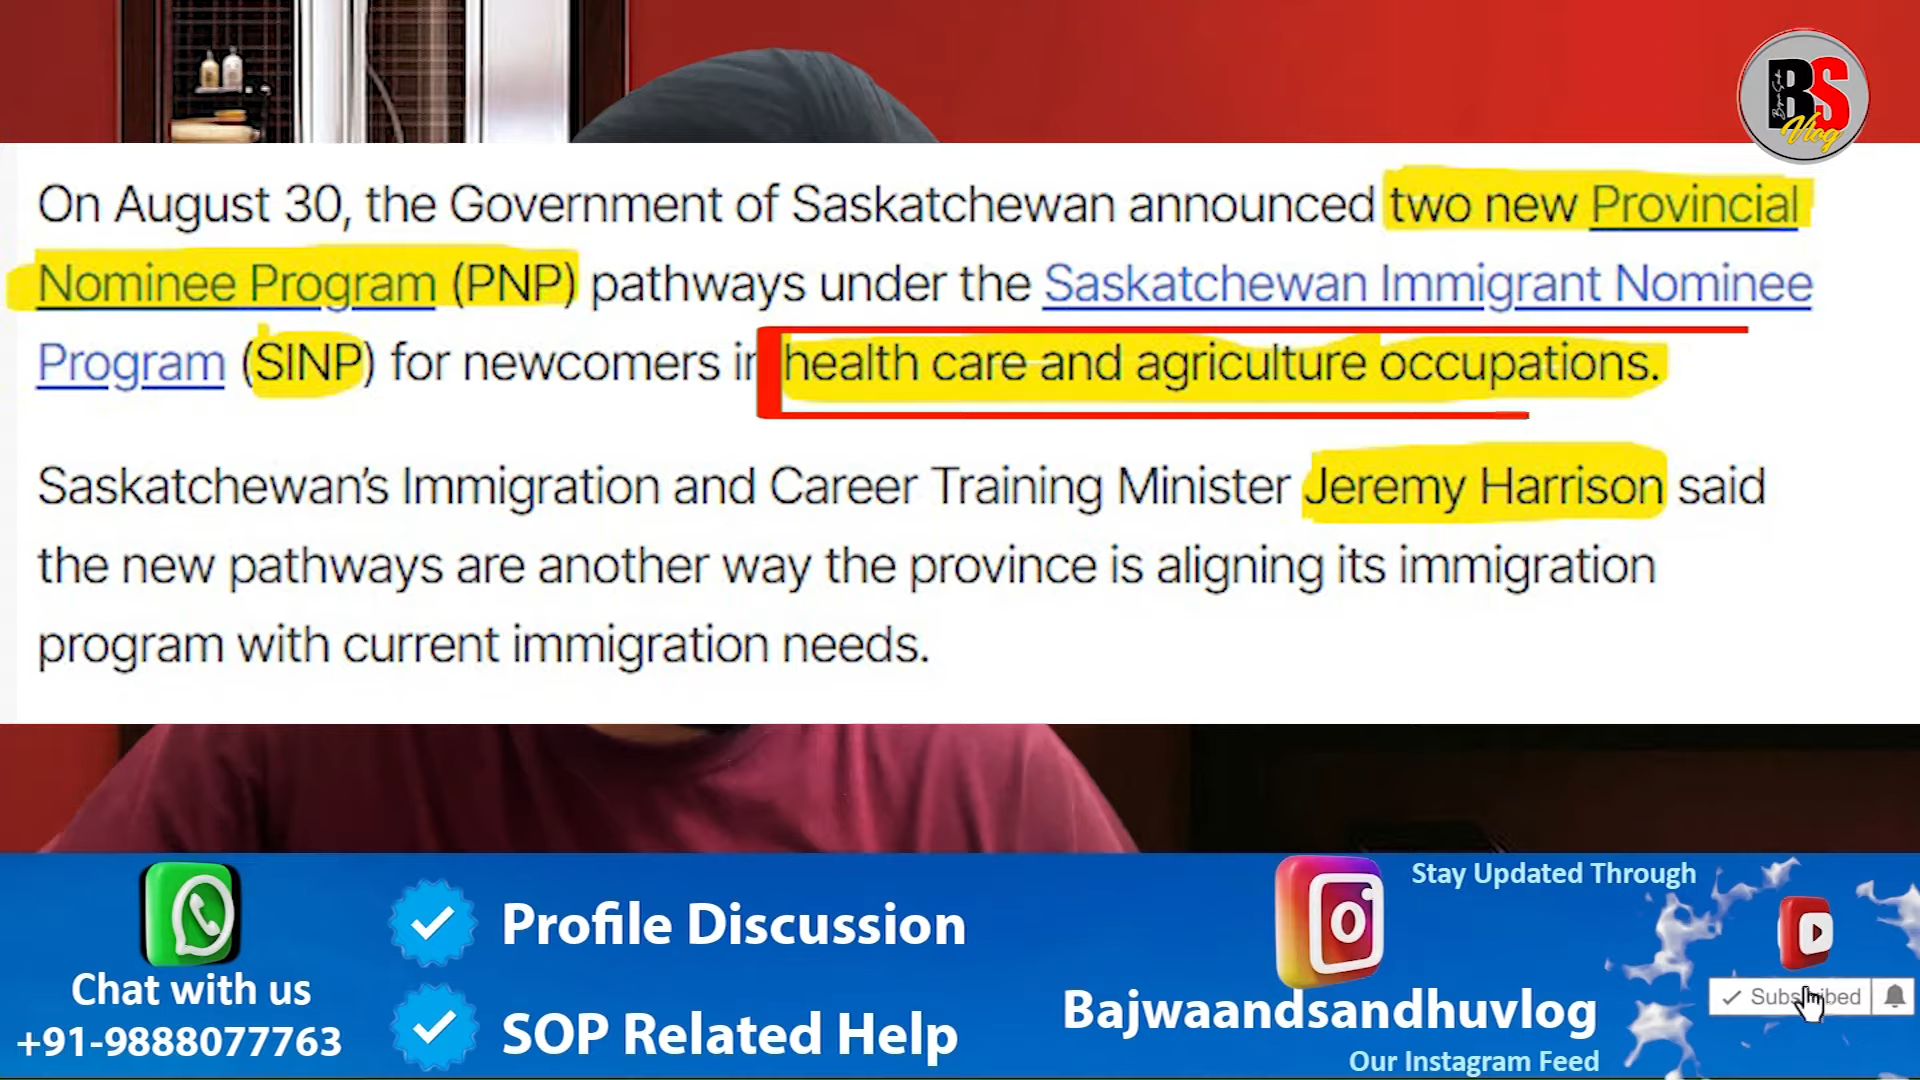 BS
Vlog
On August 30, the Government of Saskatchewan announced two new Provincial
Nominee Program (PNP) pathways under the Saskatchewan Immigrant Nominee
Program (SINP) for newcomers in health care and agriculture occupations.
Saskatchewan's Immigration and Career Training Minister Jeremy Harrison said
the new pathways are another way the province is aligning its immigration
program with current immigration needs.
Chat with us
+91-9888077763
Profile Discussion
SOP Related Help
Stay Updated Through
Bajwaandsandhuvlog
Our Instagram Feed
Subscribed